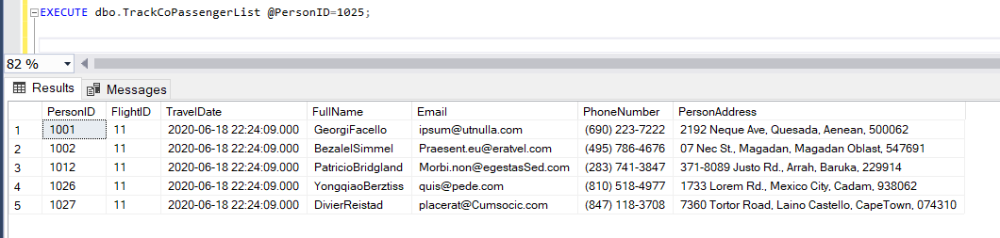 EXECUTE dbo.TrackCoPassengerList @PersonID=1025;
82 %
Results Messages
PersonID FlightID TravelDate FullName Email PhoneNumber PersonAddress
1 1001 11 2020-06-18 22:24:09.000 GeorgiFacello ipsum@utnulla.com (690) 223-7222 2192 Neque Ave, Quesada, Aenean, 500062
2 1002 11 2020-06-18 22:24:09.000 BezalelSimmel Praesent.eu@eratvel.com (495) 786-4676 07 Nec St., Magadan, Magadan Oblast, 547691
3 1012 11 2020-06-18 22:24:09.000 PatricioBridgland Morbi.non@egestasSed.com (283) 741-3847 371-8089 Justo Rd., Arrah, Baruka, 229914
4 1026 11 2020-06-18 22:24:09.000 YongqiaoBerztiss quis@pede.com (810) 518-4977 1733 Lorem Rd., Mexico City, Cadam, 938062
5 1027 11 2020-06-18 22:24:09.000 DivierReistad placerat@Cumsocic.com (847) 118-3708 7360 Tortor Road, Laino Castello, CapeTown, 074310